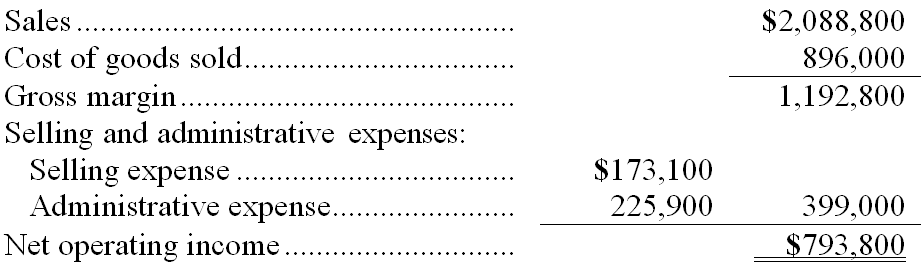 Sales ..................................................... $2,088,800
Cost of goods sold................................. 896,000
Gross margin......................................... 1,192,800
Selling and administrative expenses:
Selling expense .................................. $173,100
Administrative expense...................... 225,900 399,000
Net operating income............................ $793,800